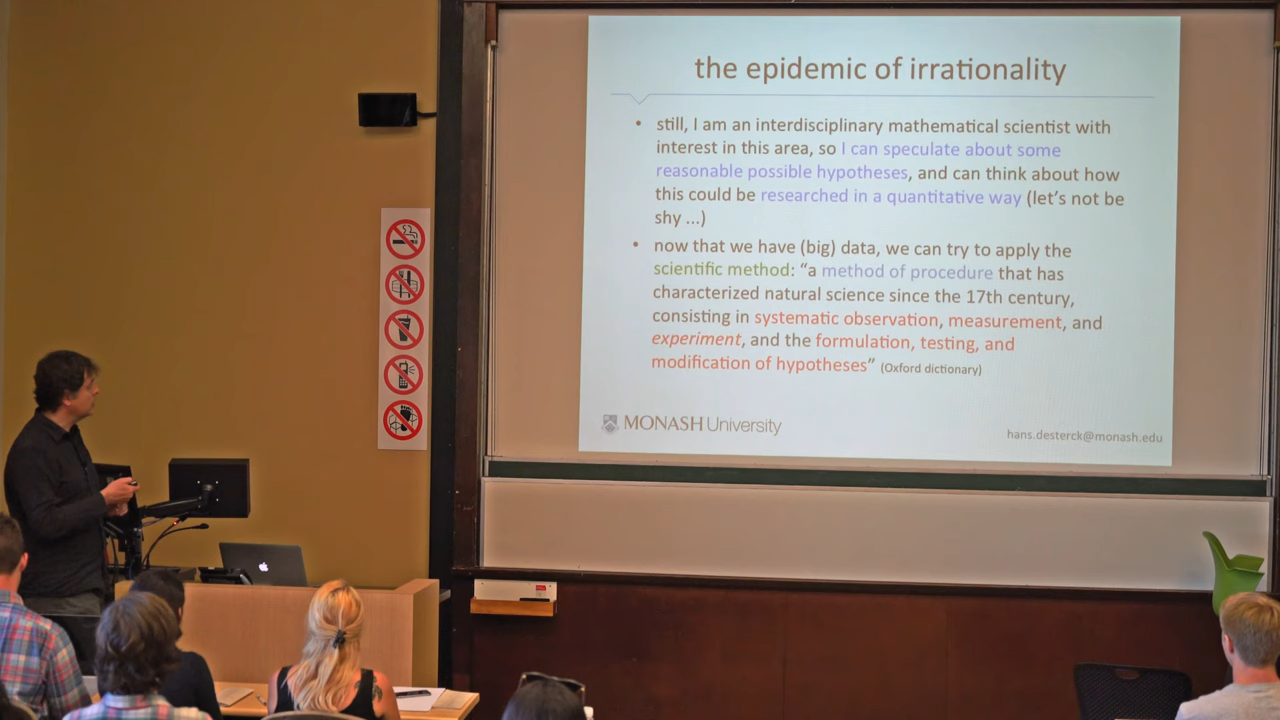 the epidemic of irrationality
• still, I am an interdisciplinary mathematical scientist with
interest in this area, so I can speculate about some
reasonable possible hypotheses, and can think about how
this could be researched in a quantitative way (let's not be
shy ...)
• now that we have (big) data, we can try to apply the
scientific method: “a method of procedure that has
characterized natural science since the 17th century,
consisting in systematic observation, measurement, and
experiment, and the formulation, testing, and
modification of hypotheses” (Oxford dictionary)
MONASH University
hans.desterck@monash.edu